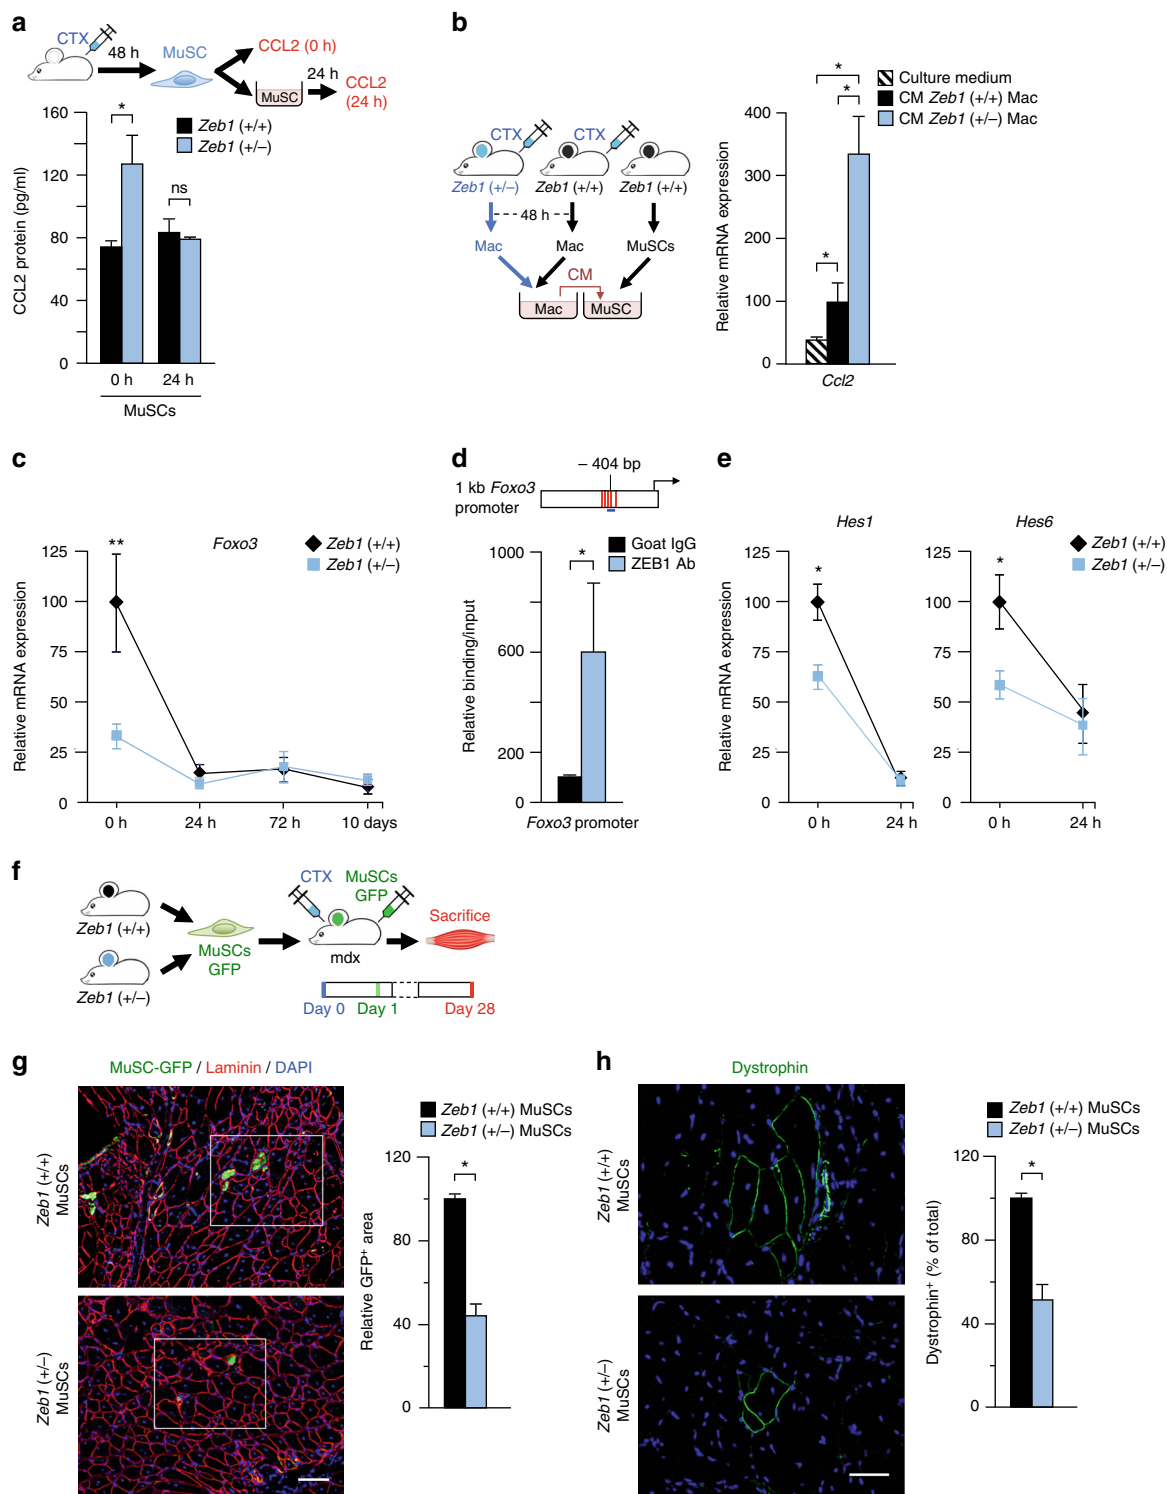 a
CTX
48 h
MuSC
CCL2 (0 h)
24 h
MuSC
CCL2
(24 h)
Zeb1 (+/+)
Zeb1 (+/–)
CCL2 protein (pg/ml)
160
120
80
40
0
*
ns
0 h
24 h
MuSCs
b
CTX
CTX
Zeb1 (+/–)
Zeb1 (+/+)
Zeb1 (+/+)
48 h
Mac
Mac
MuSCs
CM
Mac
MuSC
Culture medium
CM Zeb1 (+/+) Mac
CM Zeb1 (+/–) Mac
Relative mRNA expression
400
300
200
100
0
*
*
*
Ccl2
c
Foxo3
Zeb1 (+/+)
Zeb1 (+/–)
Relative mRNA expression
125
100
75
50
25
0
**
0 h
24 h
72 h
10 days
d
– 404 bp
1 kb Foxo3
promoter
Goat IgG
ZEB1 Ab
Relative binding/input
1000
600
200
0
*
Foxo3 promoter
e
Hes1
Hes6
Zeb1 (+/+)
Zeb1 (+/–)
Relative mRNA expression
125
100
75
50
25
0
*
0 h
24 h
125
100
75
50
25
0
*
0 h
24 h
f
Zeb1 (+/+)
Zeb1 (+/–)
MuSCs
GFP
CTX
MuSCs
GFP
mdx
Sacrifice
Day 0
Day 1
Day 28
g
MuSC-GFP / Laminin / DAPI
Zeb1 (+/+)
MuSCs
Zeb1 (+/–)
MuSCs
Zeb1 (+/+) MuSCs
Zeb1 (+/–) MuSCs
Relative GFP+ area
120
80
40
0
*
h
Dystrophin
Zeb1 (+/+)
MuSCs
Zeb1 (+/–)
MuSCs
Zeb1 (+/+) MuSCs
Zeb1 (+/–) MuSCs
Dystrophin+ (% of total)
120
80
40
0
*